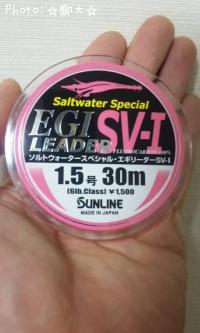 Photo: ☆御大☆
Saltwater Special
EGI SV-I
LEADER
FLUOROCARBON 100%
ソルトウォータースペシャル・エギリーダーSV-I
1.5号 30m
(6lb.Class) ¥1,500
SUNLINE
MADE IN JAPAN